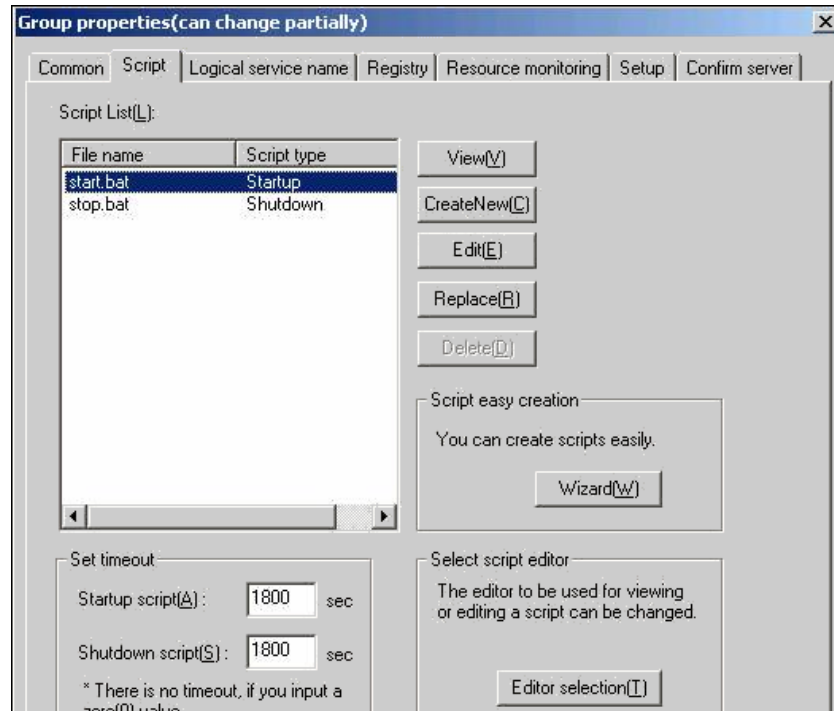 Group properties(can change partially)
Common Script Logical service name Registry Resource monitoring Setup Confirm server
Script List(L):
File name Script type
start.bat Startup
stop.bat Shutdown
View(V)
CreateNew(C)
Edit(E)
Replace(R)
Delete(D)
Script easy creation
You can create scripts easily.
Wizard(W)
Set timeout
Startup script(A) : 1800 sec
Shutdown script(S) : 1800 sec
* There is no timeout, if you input a
zero(0) value
Select script editor
The editor to be used for viewing
or editing a script can be changed.
Editor selection(T)